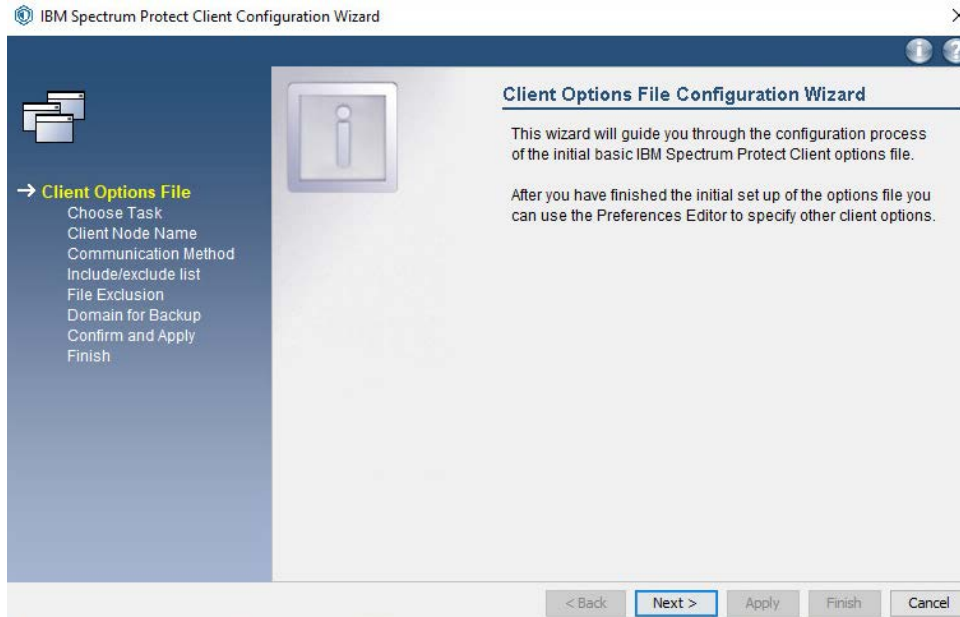 IBM Spectrum Protect Client Configuration Wizard
Client Options File
Choose Task
Client Node Name
Communication Method
Include/exclude list
File Exclusion
Domain for Backup
Confirm and Apply
Finish
Client Options File Configuration Wizard
This wizard will guide you through the configuration process
of the initial basic IBM Spectrum Protect Client options file.
After you have finished the initial set up of the options file you
can use the Preferences Editor to specify other client options.
< Back Next > Apply Finish Cancel